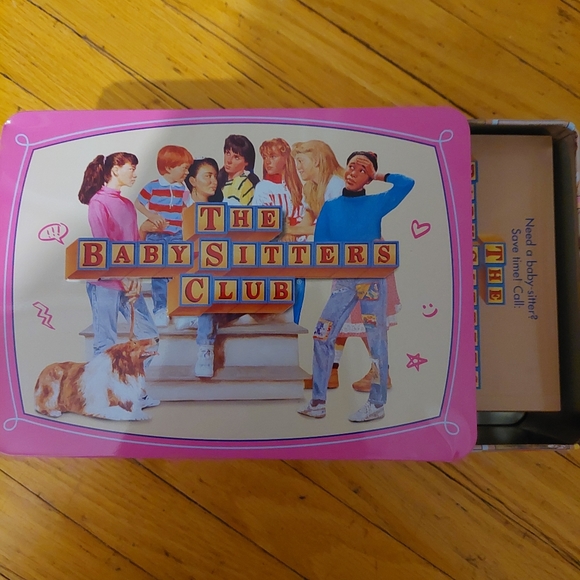 THE
BABY-SITTERS
CLUB
!!!
Need a baby-sitter?
Save time! Call:
THE